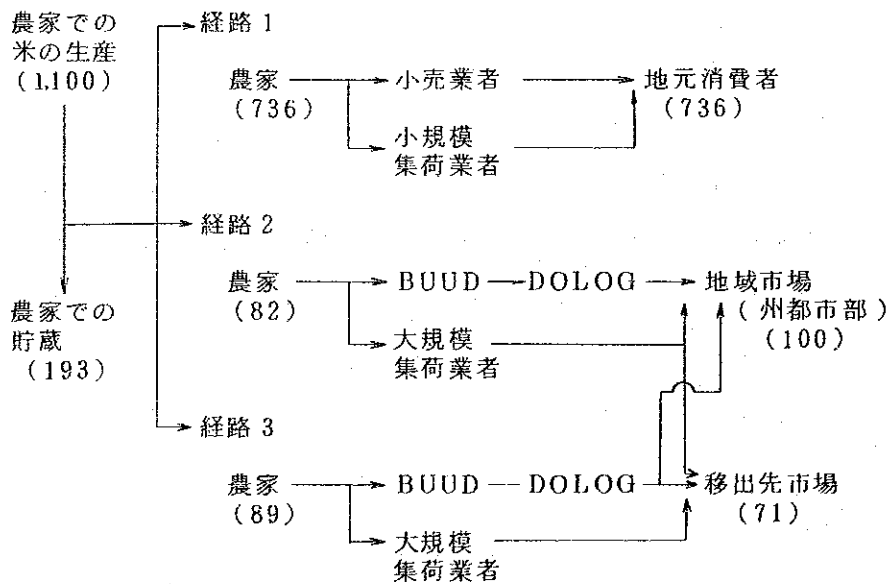 農家での
米の生産
(1,100)
経路1
農家
(736)
小売業者
地元消費者
(736)
小規模
集荷業者
経路2
農家
(82)
BUUD
DOLOG
地域市場
(州都市部)
(100)
大規模
集荷業者
農家での
貯蔵
(193)
経路3
農家
(89)
BUUD
DOLOG
移出先市場
(71)
大規模
集荷業者